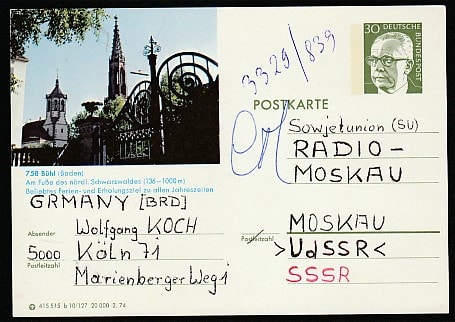 30
DEUTSCHE
BUNDESPOST
3329/839
POSTKARTE
Sowjetunion (SU)
RADIO-
MOSKAU
MOSKAU
Postleitzahl
>UdSSR<
SSSR
758 Bühl (Baden)
Am Fuße des nördl. Schwarzwaldes (136-1000m)
Beliebtes Ferien- und Erholungsziel zu allen Jahreszeiten
GRMANY [BRD]
Absender
Wolfgang KOCH
5000 Köln 71
Postleitzahl
Marienberger Weg 1
415 515 b 10/127 20 000 2. 74